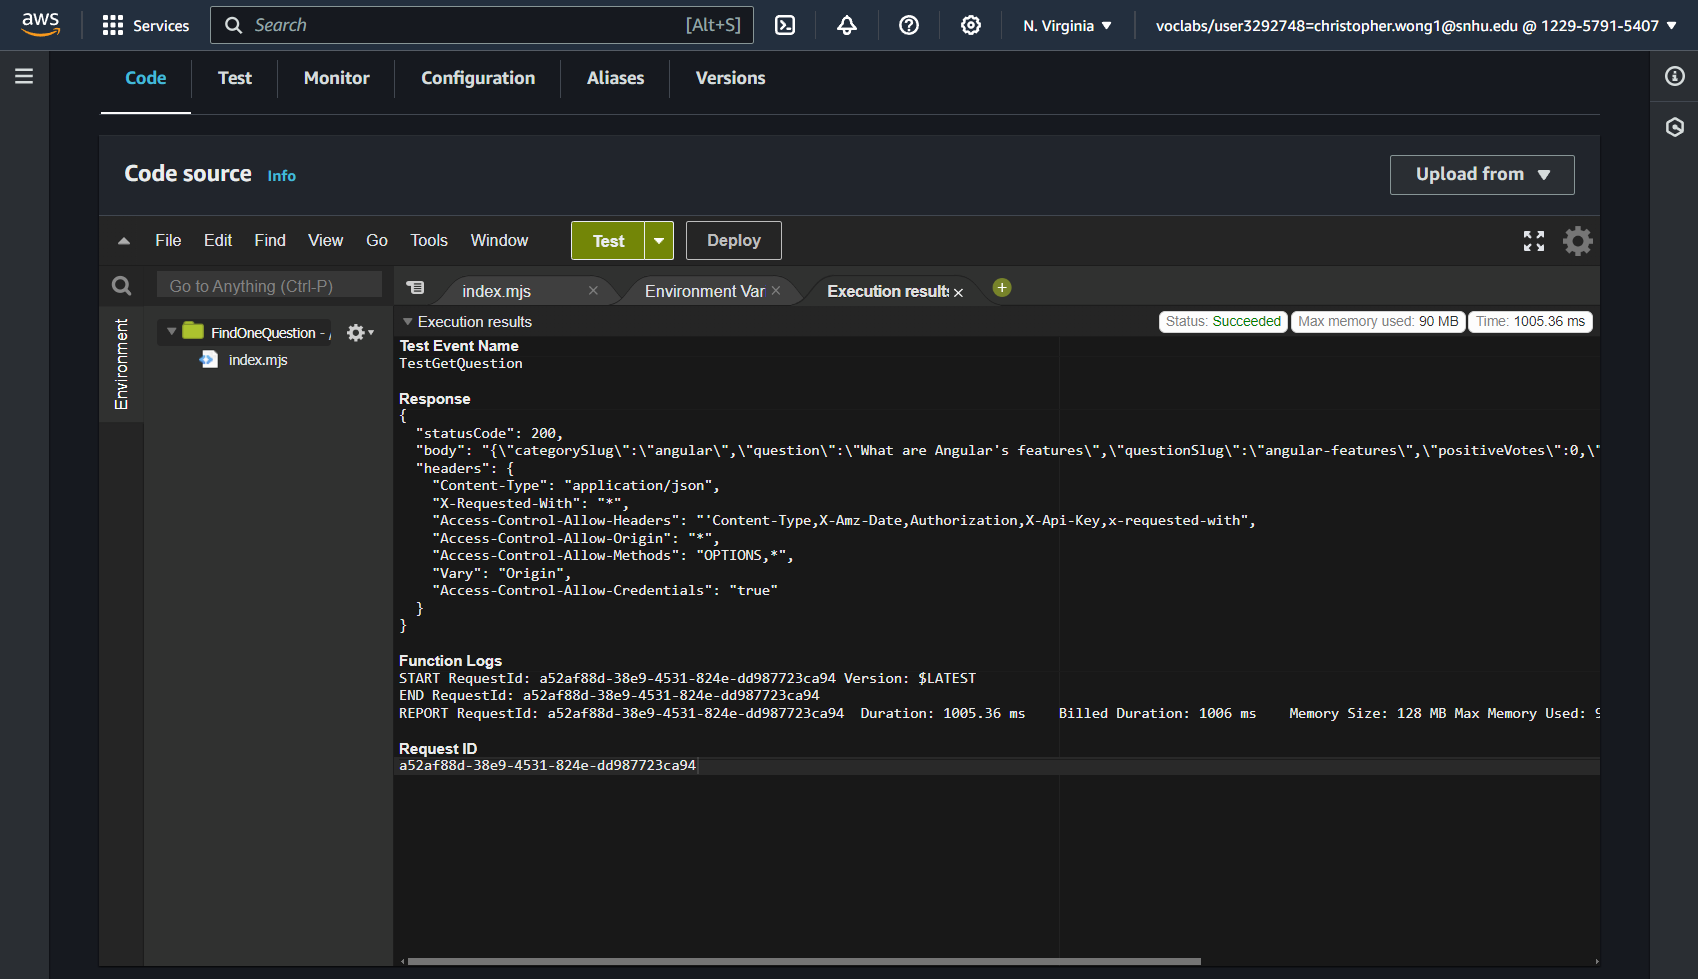 aws Services Search [Alt+S] N. Virginia voclabs/user3292748=christopher.wong1@snhu.edu @ 1229-5791-5407
Code Test Monitor Configuration Aliases Versions
Code source Info Upload from
File Edit Find View Go Tools Window Test Deploy
Go to Anything (Ctrl-P) index.mjs Environment Var Execution results
Environment
FindOneQuestion - /
index.mjs
Execution results Status: Succeeded Max memory used: 90 MB Time: 1005.36 ms
Test Event Name
TestGetQuestion
Response
{
"statusCode": 200,
"body": "{\"categorySlug\":\"angular\",\"question\":\"What are Angular's features\",\"questionSlug\":\"angular-features\",\"positiveVotes\":0,\"
"headers": {
"Content-Type": "application/json",
"X-Requested-With": "*",
"Access-Control-Allow-Headers": "'Content-Type,X-Amz-Date,Authorization,X-Api-Key,x-requested-with",
"Access-Control-Allow-Origin": "*",
"Access-Control-Allow-Methods": "OPTIONS,*",
"Vary": "Origin",
"Access-Control-Allow-Credentials": "true"
}
}
Function Logs
START RequestId: a52af88d-38e9-4531-824e-dd987723ca94 Version: $LATEST
END RequestId: a52af88d-38e9-4531-824e-dd987723ca94
REPORT RequestId: a52af88d-38e9-4531-824e-dd987723ca94 Duration: 1005.36 ms Billed Duration: 1006 ms Memory Size: 128 MB Max Memory Used: 9
Request ID
a52af88d-38e9-4531-824e-dd987723ca94